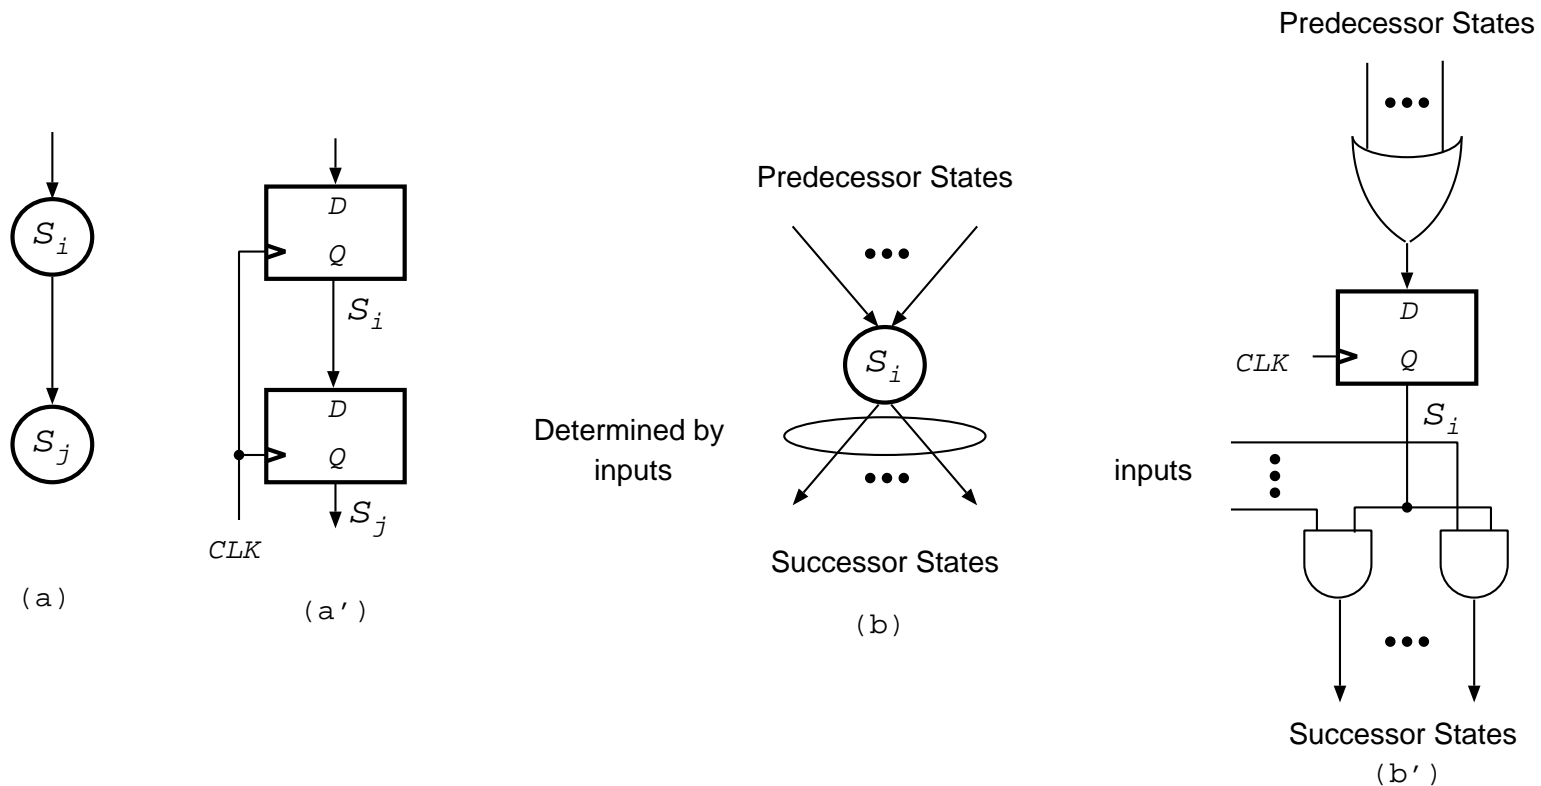 S_i
S_j
(a)
D
Q
S_i
D
Q
S_j
CLK
(a')
Predecessor States
S_i
Determined by
inputs
Successor States
(b)
Predecessor States
D
Q
CLK
S_i
inputs
Successor States
(b')